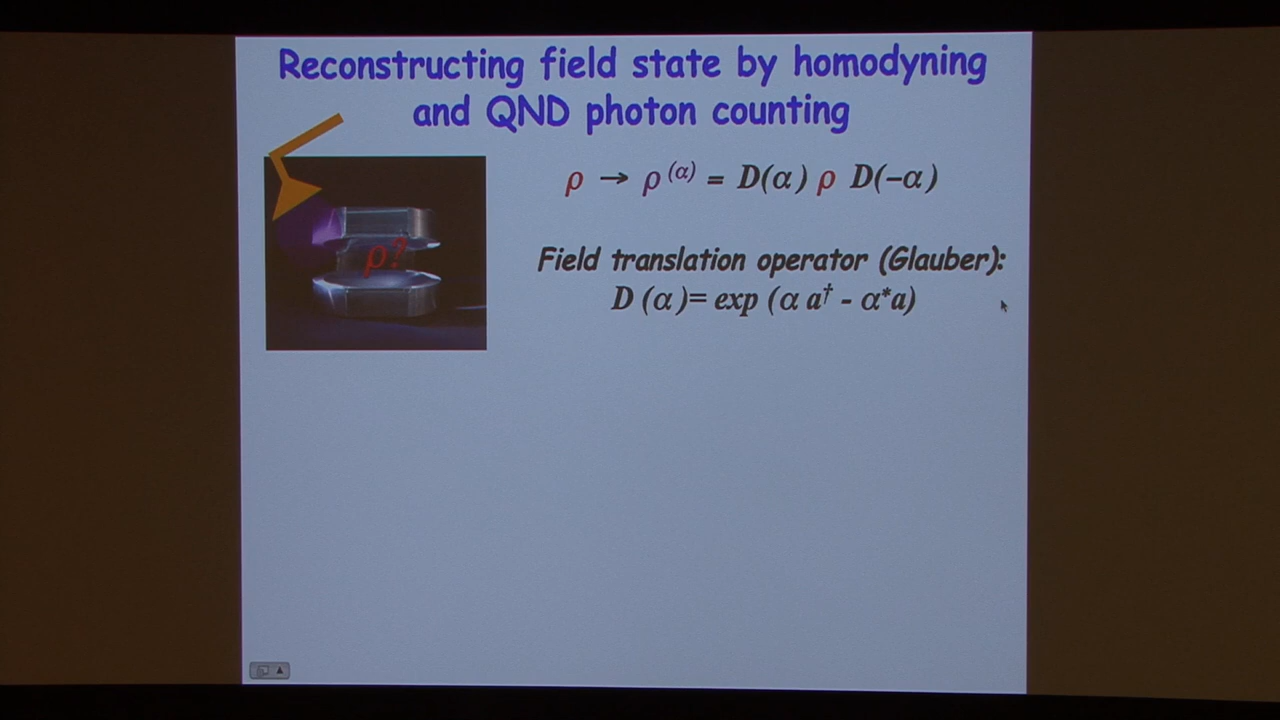 Reconstructing field state by homodyning
and QND photon counting
ρ → ρ⁽ᵅ⁾ = D(α) ρ D(−α)
ρ?
Field translation operator (Glauber):
D (α)= exp (α a† - α*a)